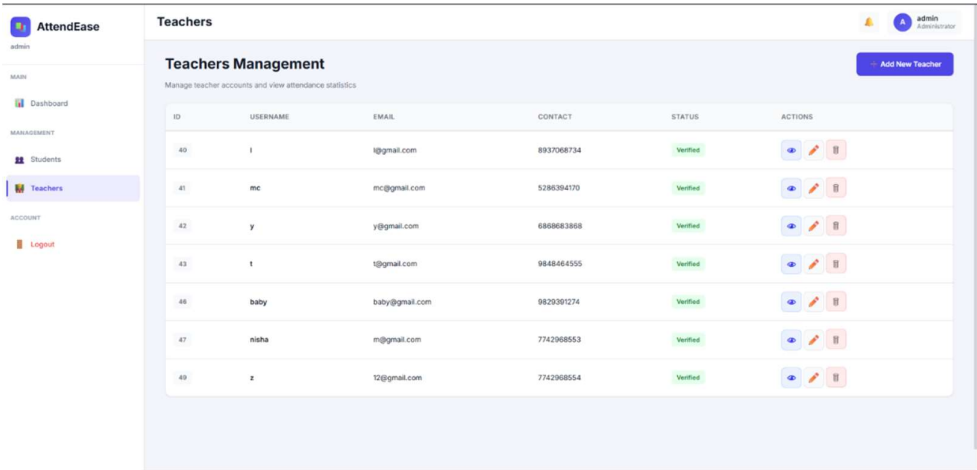 AttendEase
admin
MAIN
Dashboard
MANAGEMENT
Students
Teachers
ACCOUNT
Logout
Teachers
A
admin
Administrator
Teachers Management
Manage teacher accounts and view attendance statistics
+ Add New Teacher
ID USERNAME EMAIL CONTACT STATUS ACTIONS
40 l l@gmail.com 8937068734 Verified
41 mc mc@gmail.com 5286394170 Verified
42 y y@gmail.com 6868683868 Verified
43 t t@gmail.com 9848464555 Verified
46 baby baby@gmail.com 9829391274 Verified
47 nisha m@gmail.com 7742968553 Verified
49 z 12@gmail.com 7742968554 Verified